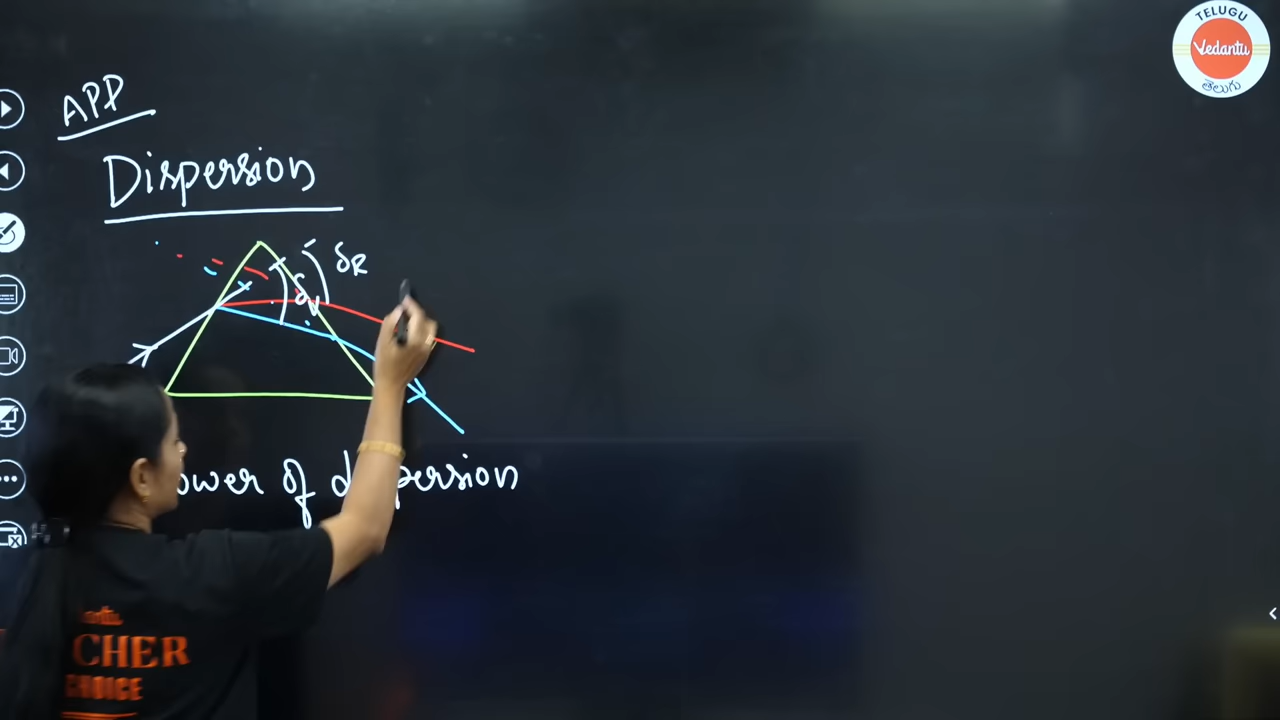 TELUGU
Vedantu
తెలుగు
APP
Dispersion
δR
δv
ower of d persion
CHER
CHOICE